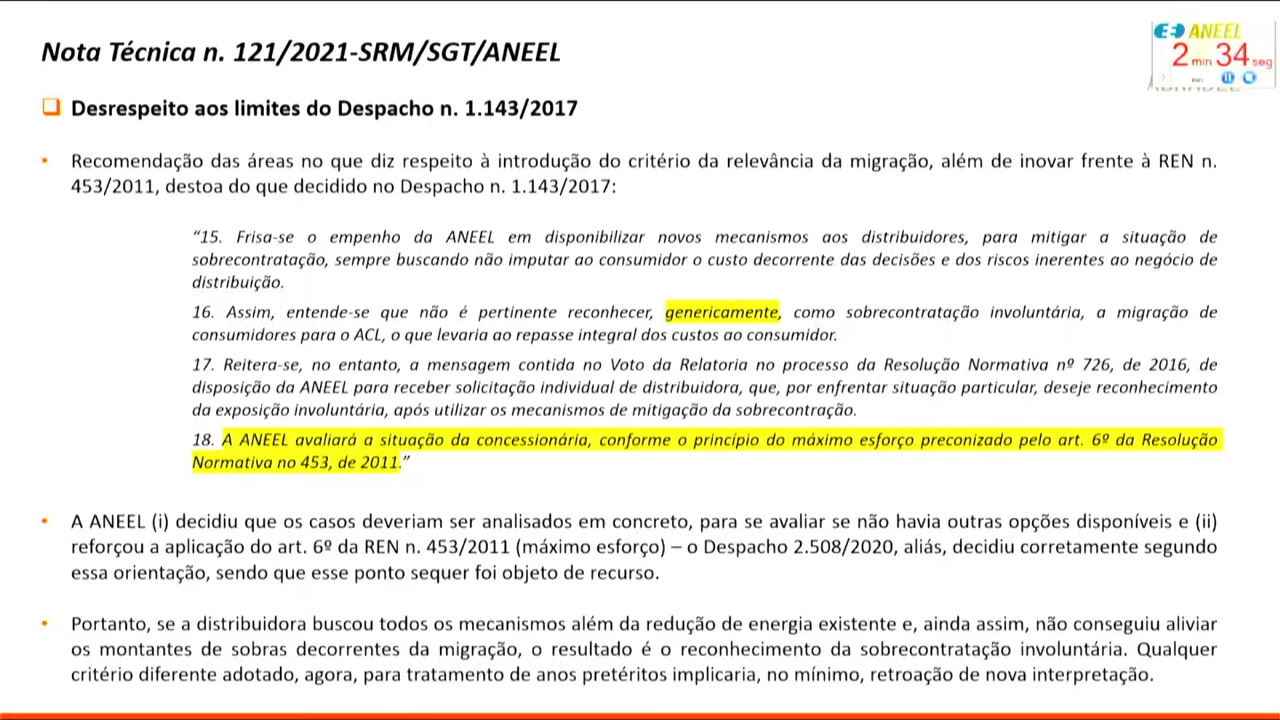 Nota Técnica n. 121/2021-SRM/SGT/ANEEL
ANEEL
2 min 34 seg
Desrespeito aos limites do Despacho n. 1.143/2017
• Recomendação das áreas no que diz respeito à introdução do critério da relevância da migração, além de inovar frente à REN n.
453/2011, destoa do que decidido no Despacho n. 1.143/2017:
“15. Frisa-se o empenho da ANEEL em disponibilizar novos mecanismos aos distribuidores, para mitigar a situação de
sobrecontratação, sempre buscando não imputar ao consumidor o custo decorrente das decisões e dos riscos inerentes ao negócio de
distribuição.
16. Assim, entende-se que não é pertinente reconhecer, genericamente, como sobrecontratação involuntária, a migração de
consumidores para o ACL, o que levaria ao repasse integral dos custos ao consumidor.
17. Reitera-se, no entanto, a mensagem contida no Voto da Relatoria no processo da Resolução Normativa nº 726, de 2016, de
disposição da ANEEL para receber solicitação individual de distribuidora, que, por enfrentar situação particular, deseje reconhecimento
da exposição involuntária, após utilizar os mecanismos de mitigação da sobrecontração.
18. A ANEEL avaliará a situação da concessionária, conforme o princípio do máximo esforço preconizado pelo art. 6º da Resolução
Normativa no 453, de 2011.”
• A ANEEL (i) decidiu que os casos deveriam ser analisados em concreto, para se avaliar se não havia outras opções disponíveis e (ii)
reforçou a aplicação do art. 6º da REN n. 453/2011 (máximo esforço) – o Despacho 2.508/2020, aliás, decidiu corretamente segundo
essa orientação, sendo que esse ponto sequer foi objeto de recurso.
• Portanto, se a distribuidora buscou todos os mecanismos além da redução de energia existente e, ainda assim, não conseguiu aliviar
os montantes de sobras decorrentes da migração, o resultado é o reconhecimento da sobrecontratação involuntária. Qualquer
critério diferente adotado, agora, para tratamento de anos pretéritos implicaria, no mínimo, retroação de nova interpretação.